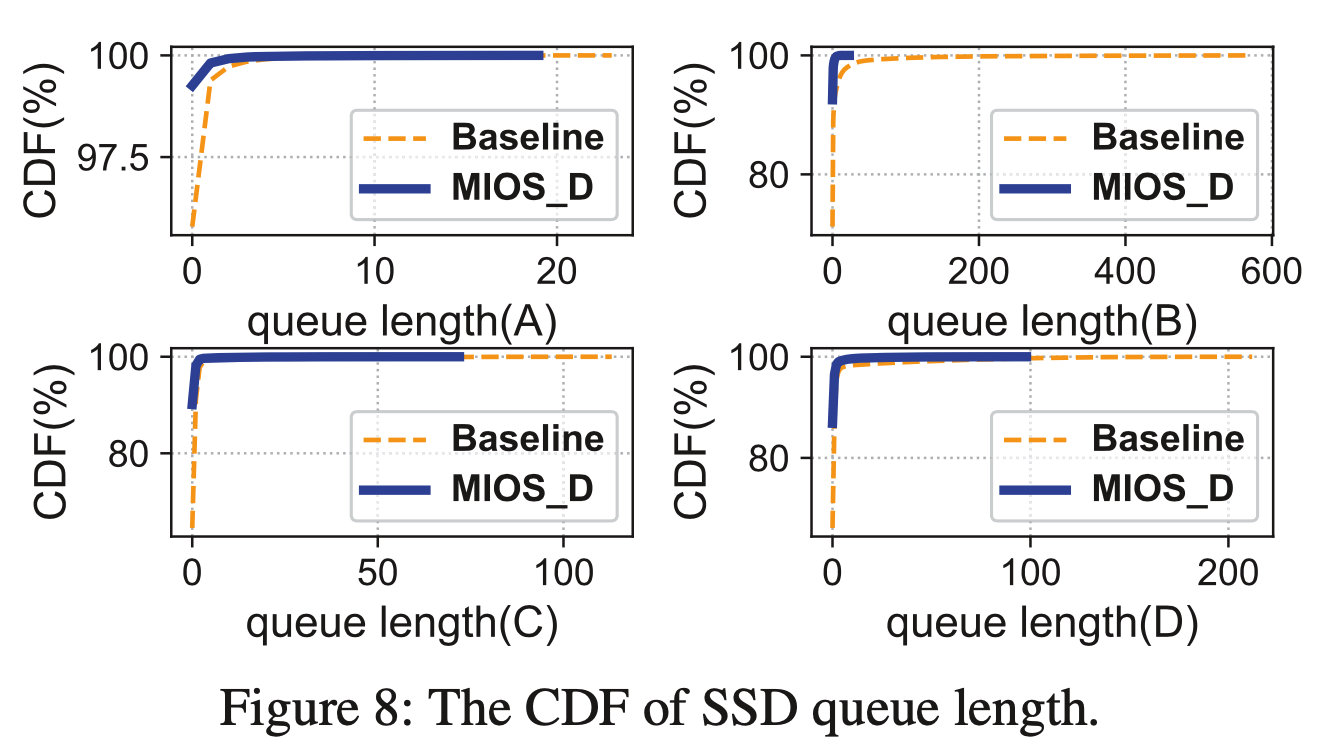 100
97.5
CDF(%)
Baseline
MIOS_D
0 10 20
queue length(A)
100
80
CDF(%)
Baseline
MIOS_D
0 200 400 600
queue length(B)
100
80
CDF(%)
Baseline
MIOS_D
0 50 100
queue length(C)
100
80
CDF(%)
Baseline
MIOS_D
0 100 200
queue length(D)
Figure 8: The CDF of SSD queue length.